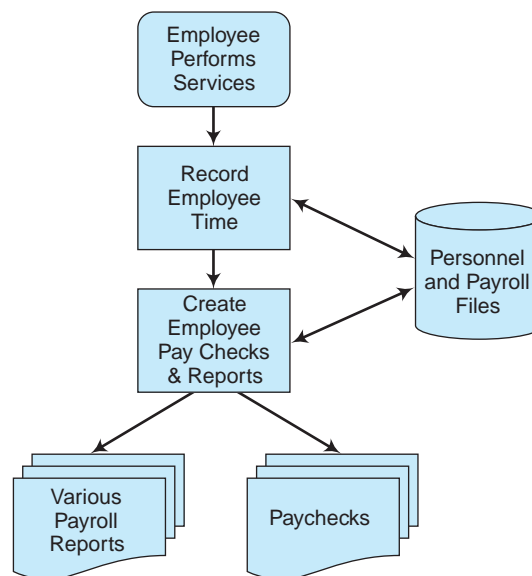 Employee
Performs
Services
Record
Employee
Time
Personnel
and Payroll
Files
Create
Employee
Pay Checks
& Reports
Various
Payroll
Reports
Paychecks